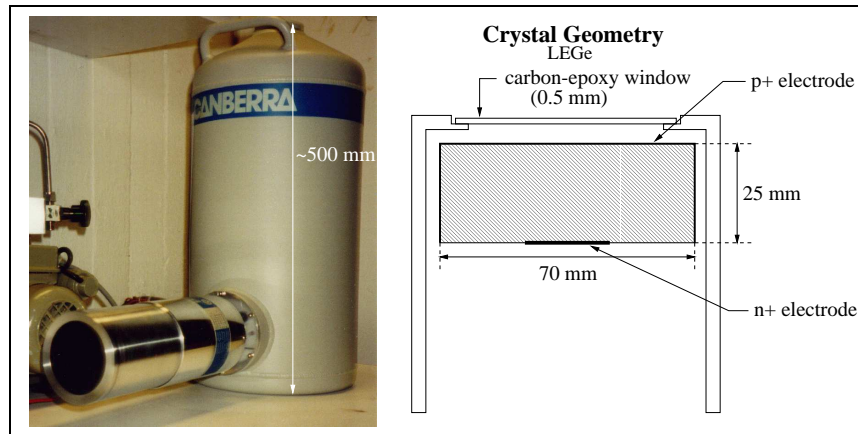 CANBERRA
~500 mm
Crystal Geometry
LEGe
carbon-epoxy window
(0.5 mm)
p+ electrode
25 mm
70 mm
n+ electrode